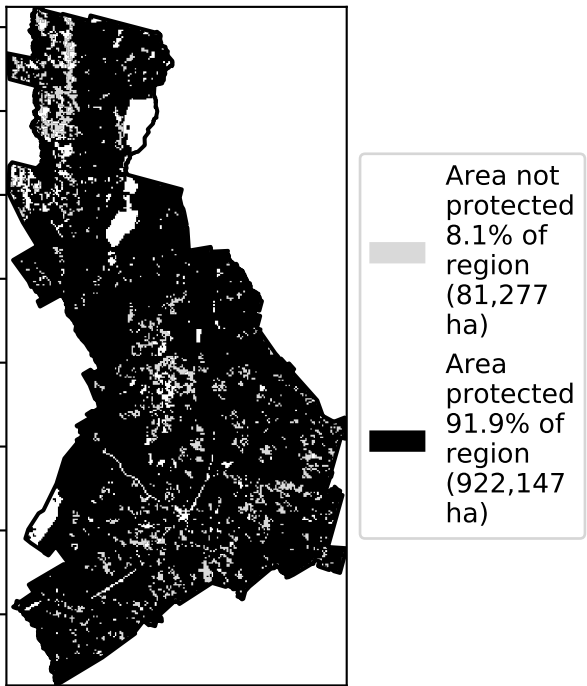 Area not
protected
8.1% of
region
(81,277
ha)
Area
protected
91.9% of
region
(922,147
ha)